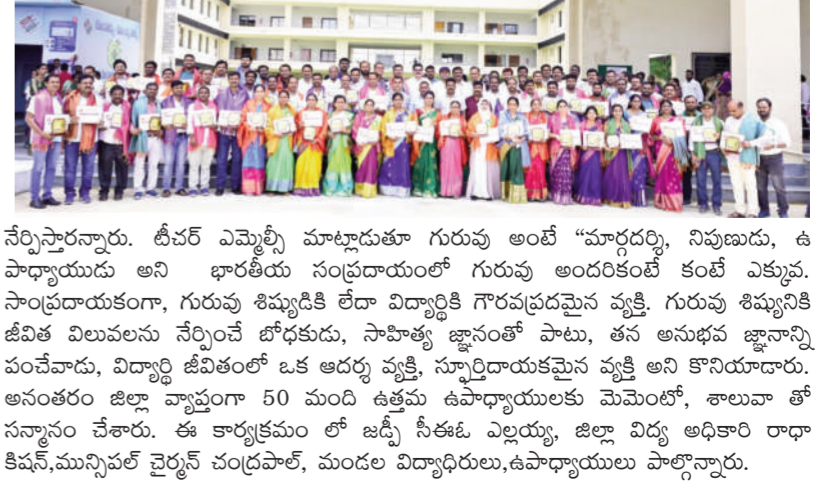 నేర్పిస్తారన్నారు. టీచర్ ఎమ్మెల్సీ మాట్లాడుతూ గురువు అంటే “మార్గదర్శి, నిపుణుడు, ఉ
పాధ్యాయుడు అని భారతీయ సంప్రదాయంలో గురువు అందరికంటే కంటే ఎక్కువ.
సాంప్రదాయకంగా, గురువు శిష్యుడికి లేదా విద్యార్థికి గౌరవప్రదమైన వ్యక్తి. గురువు శిష్యునికి
జీవిత విలువలను నేర్పించే బోధకుడు, సాహిత్య జ్ఞానంతో పాటు, తన అనుభవ జ్ఞానాన్ని
పంచేవాడు, విద్యార్థి జీవితంలో ఒక ఆదర్శ వ్యక్తి, స్ఫూర్తిదాయకమైన వ్యక్తి అని కొనియాడారు.
అనంతరం జిల్లా వ్యాప్తంగా 50 మంది ఉత్తమ ఉపాధ్యాయులకు మెమెంటో, శాలువా తో
సన్మానం చేశారు. ఈ కార్యక్రమం లో జడ్పీ సీఈఓ ఎల్లయ్య, జిల్లా విద్య అధికారి రాధా
కిషన్,మున్సిపల్ చైర్మన్ చంద్రపాల్, మండల విద్యాధిరులు,ఉపాధ్యాయులు పాల్గొన్నారు.